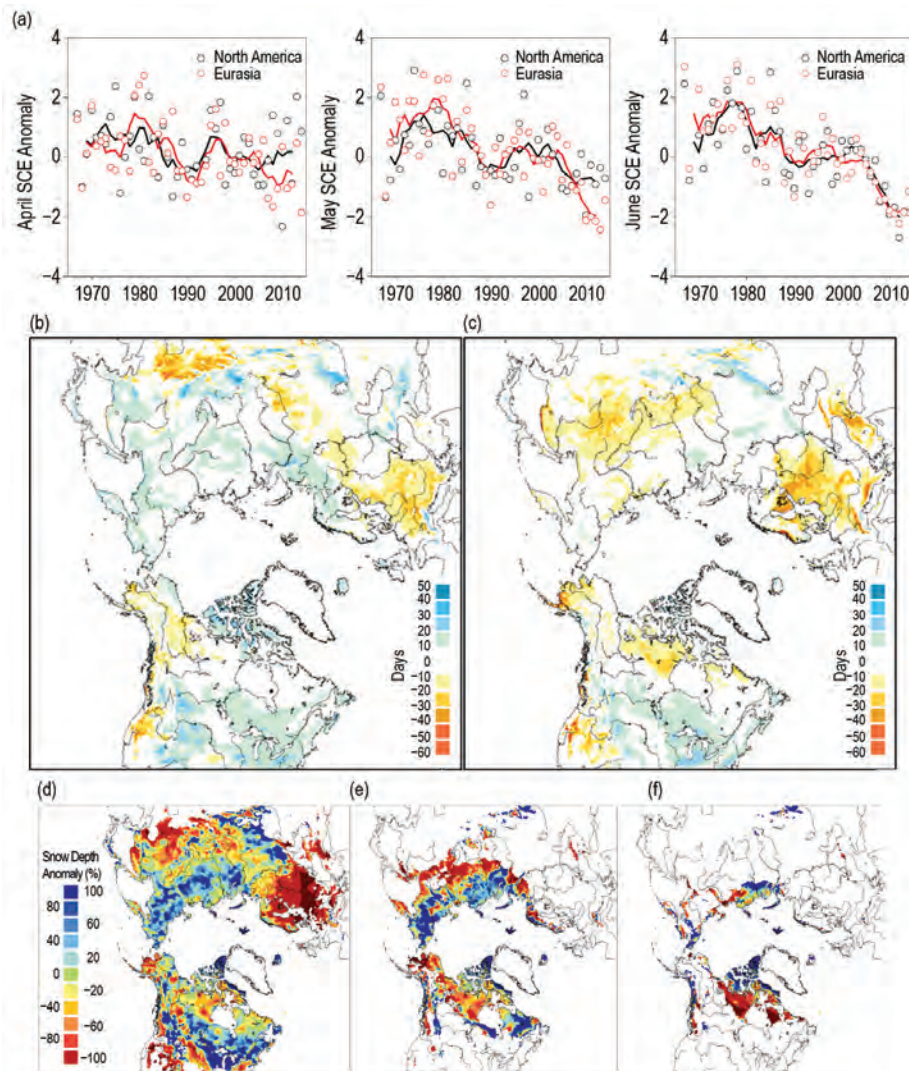 (a)
4
2
0
−2
−4
April SCE Anomaly
North America
Eurasia
1970 1980 1990 2000 2010
4
2
0
−2
−4
May SCE Anomaly
North America
Eurasia
1970 1980 1990 2000 2010
4
2
0
−2
−4
June SCE Anomaly
North America
Eurasia
1970 1980 1990 2000 2010
(b)
50
40
30
20
10
0
−10
−20
−30
−40
−50
−60
Days
(c)
50
40
30
20
10
0
−10
−20
−30
−40
−50
−60
Days
(d)
Snow Depth
Anomaly (%)
100
80
60
40
20
0
−20
−40
−60
−80
−100
(e)
(f)